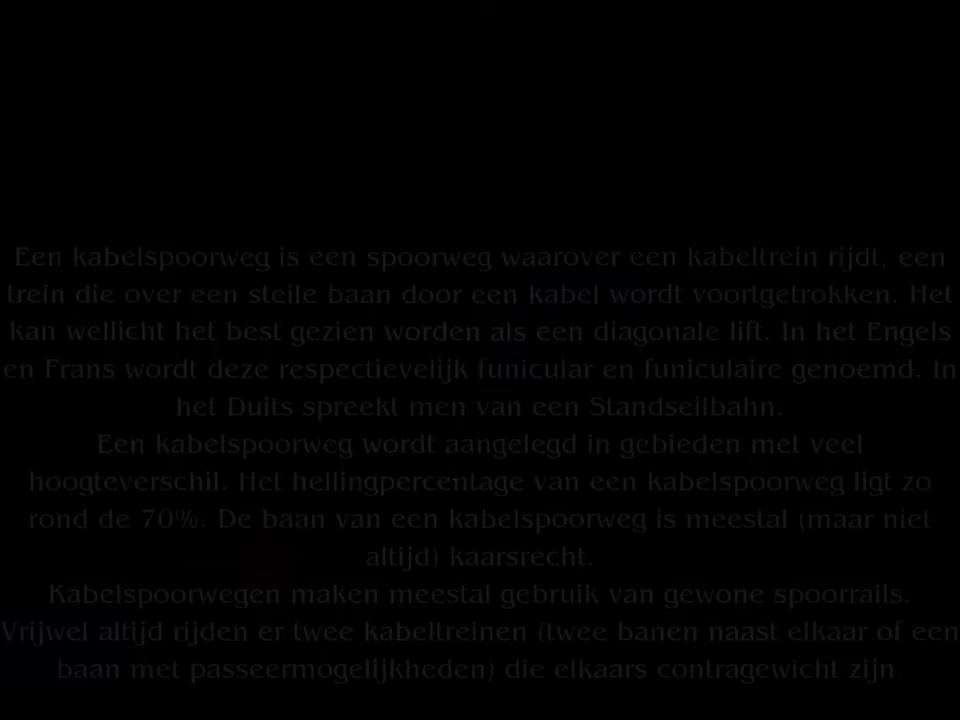 Een kabelspoorweg is een spoorweg waarover een kabeltrein rijdt, een
trein die over een steile baan door een kabel wordt voortgetrokken. Het
kan wellicht het best gezien worden als een diagonale lift. In het Engels
en Frans wordt deze respectievelijk funicular en funiculaire genoemd. In
het Duits spreekt men van een Standseilbahn.
Een kabelspoorweg wordt aangelegd in gebieden met veel
hoogteverschil. Het hellingpercentage van een kabelspoorweg ligt zo
rond de 70%. De baan van een kabelspoorweg is meestal (maar niet
altijd) kaarsrecht.
Kabelspoorwegen maken meestal gebruik van gewone spoorrails.
Vrijwel altijd rijden er twee kabeltreinen (twee banen naast elkaar of een
baan met passeermogelijkheden) die elkaars contragewicht zijn.